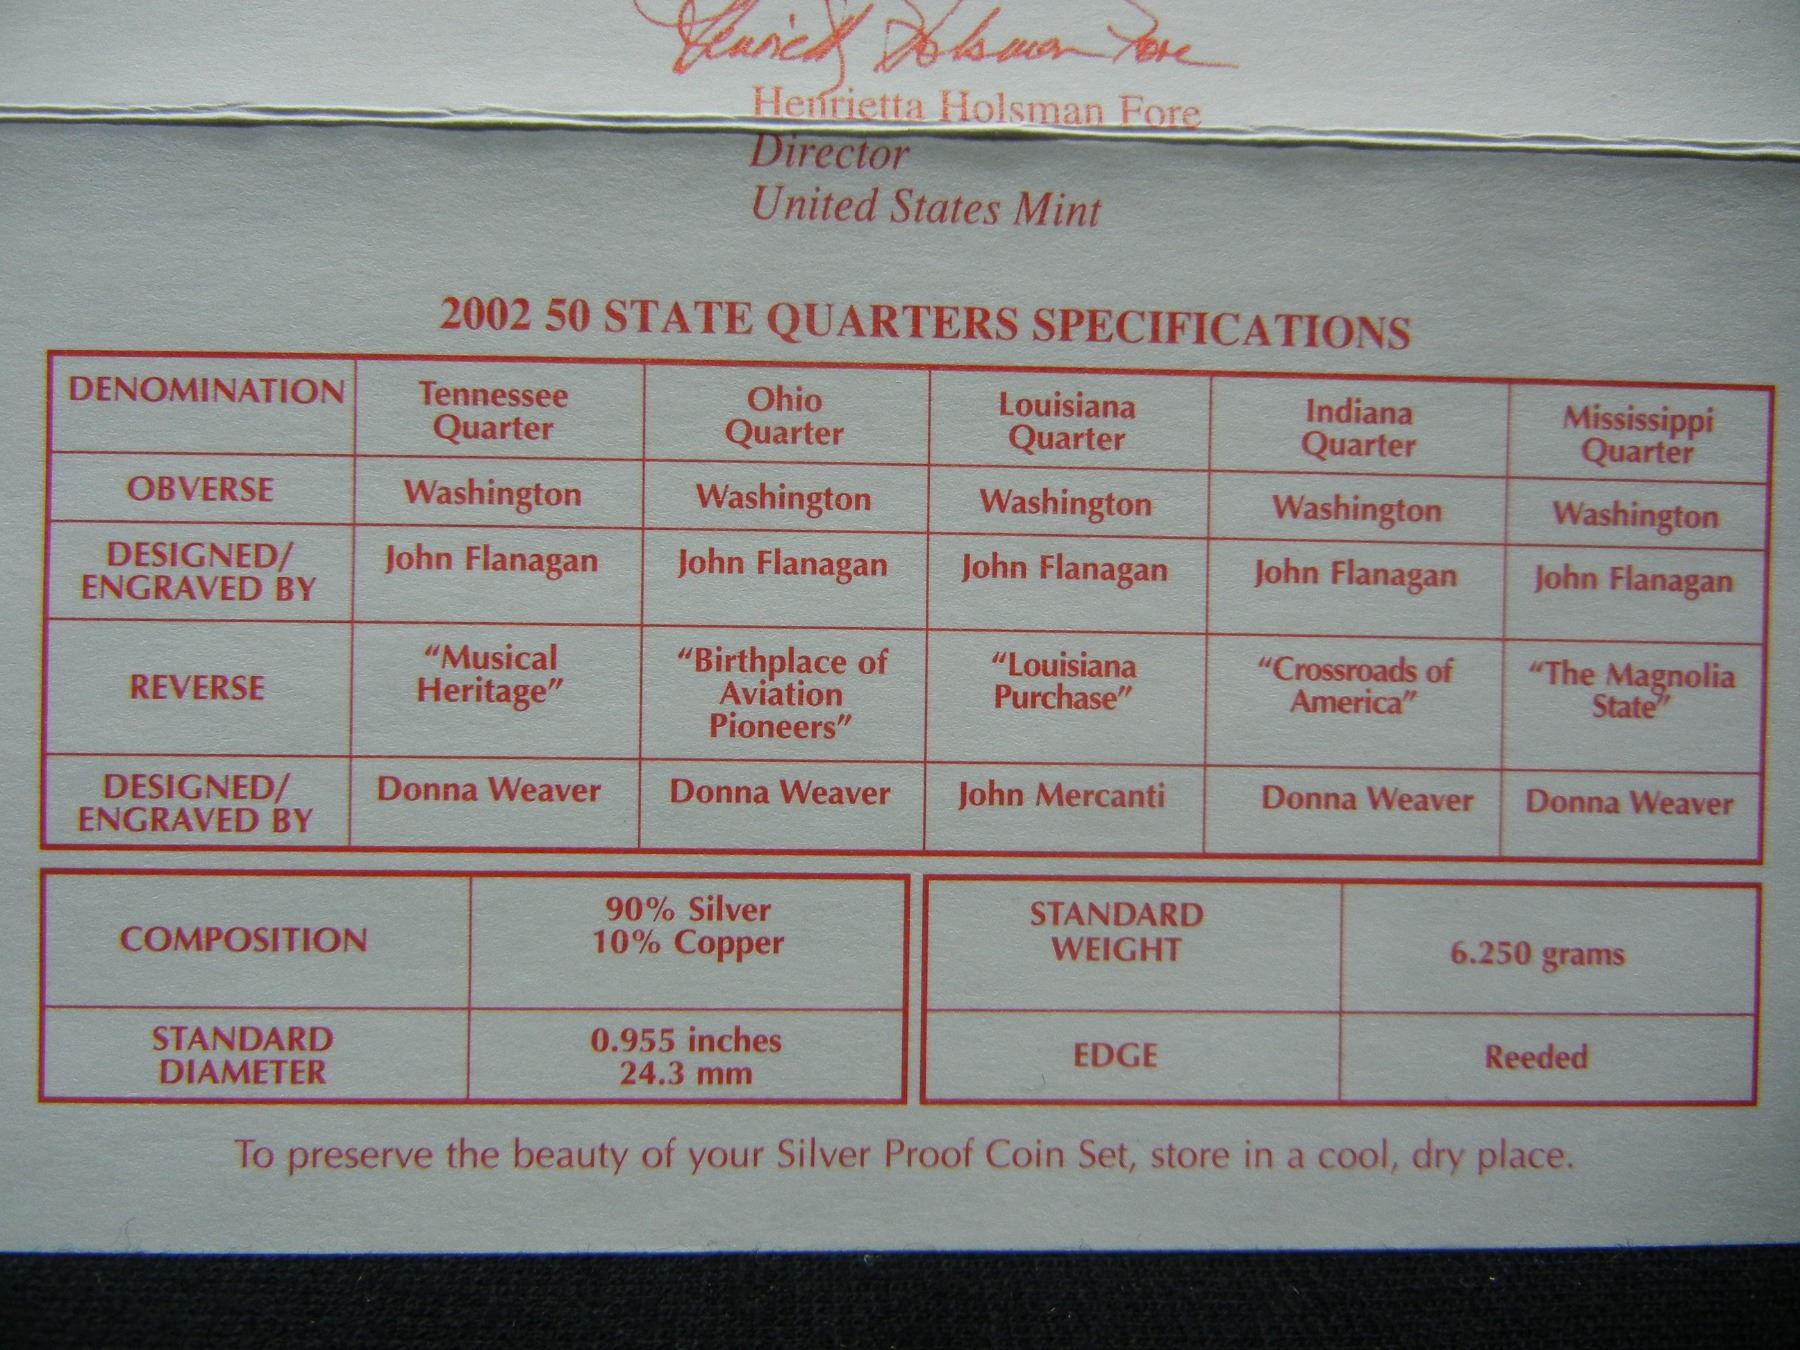 Henrietta Holsman Fore
Henrietta Holsman Fore
Director
United States Mint
2002 50 STATE QUARTERS SPECIFICATIONS
DENOMINATION
Tennessee
Quarter
Ohio
Quarter
Louisiana
Quarter
Indiana
Quarter
Mississippi
Quarter
OBVERSE
Washington
Washington
Washington
Washington
Washington
DESIGNED/
ENGRAVED BY
John Flanagan
John Flanagan
John Flanagan
John Flanagan
John Flanagan
REVERSE
“Musical
Heritage”
“Birthplace of
Aviation
Pioneers”
“Louisiana
Purchase”
“Crossroads of
America”
“The Magnolia
State”
DESIGNED/
ENGRAVED BY
Donna Weaver
Donna Weaver
John Mercanti
Donna Weaver
Donna Weaver
COMPOSITION
90% Silver
10% Copper
STANDARD
DIAMETER
0.955 inches
24.3 mm
STANDARD
WEIGHT
6.250 grams
EDGE
Reeded
To preserve the beauty of your Silver Proof Coin Set, store in a cool, dry place.